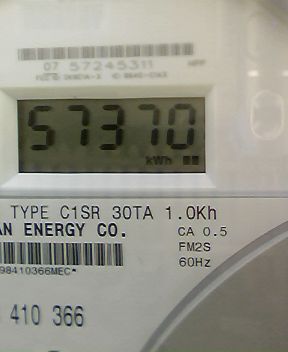 07 57245311
57370
kWh
TYPE C1SR 30TA 1.0Kh
AN ENERGY CO.
CA 0.5
FM2S
60Hz
98410366MEC*
410 366